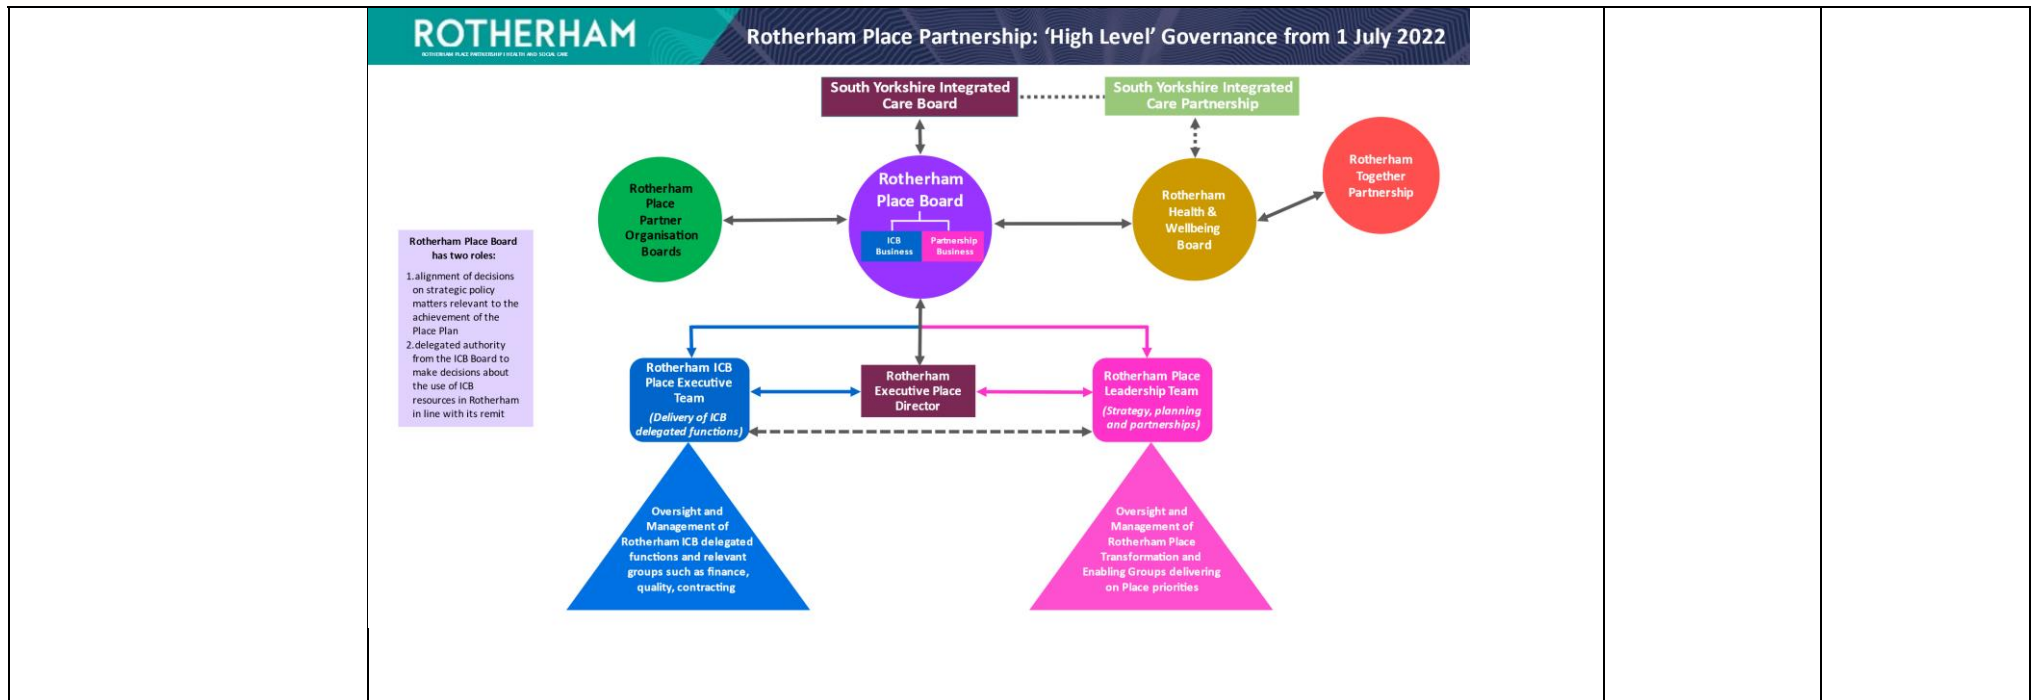 ROTHERHAM
ROTHERHAM PLACE PARTNERSHIP | HEALTH AND SOCIAL CARE
Rotherham Place Partnership: ‘High Level’ Governance from 1 July 2022
South Yorkshire Integrated
Care Board
South Yorkshire Integrated
Care Partnership
Rotherham
Place
Partner
Organisation
Boards
Rotherham
Place Board
ICB
Business
Partnership
Business
Rotherham
Health &
Wellbeing
Board
Rotherham
Together
Partnership
Rotherham Place Board
has two roles:
1.alignment of decisions
on strategic policy
matters relevant to the
achievement of the
Place Plan
2.delegated authority
from the ICB Board to
make decisions about
the use of ICB
resources in Rotherham
in line with its remit
Rotherham ICB
Place Executive
Team
(Delivery of ICB
delegated functions)
Rotherham
Executive Place
Director
Rotherham Place
Leadership Team
(Strategy, planning
and partnerships)
Oversight and
Management of
Rotherham ICB delegated
functions and relevant
groups such as finance,
quality, contracting
Oversight and
Management of
Rotherham Place
Transformation and
Enabling Groups delivering
on Place priorities